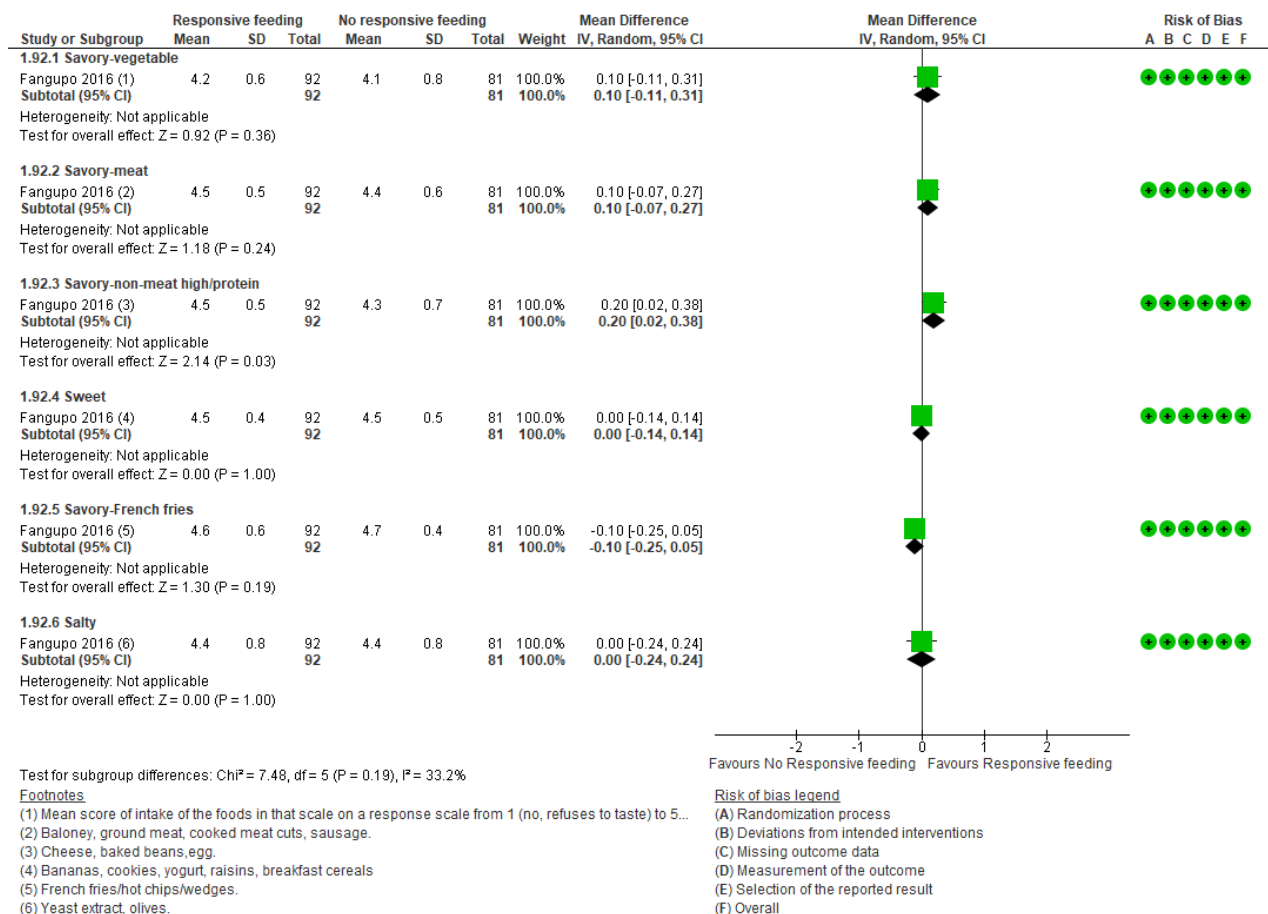 Responsive feeding No responsive feeding Mean Difference Mean Difference Risk of Bias
Study or Subgroup Mean SD Total Mean SD Total Weight IV, Random, 95% CI IV, Random, 95% CI A B C D E F
1.92.1 Savory-vegetable
Fangupo 2016 (1) 4.2 0.6 92 4.1 0.8 81 100.0% 0.10 [-0.11, 0.31] + + + + + +
Subtotal (95% CI) 92 81 100.0% 0.10 [-0.11, 0.31]
Heterogeneity: Not applicable
Test for overall effect: Z = 0.92 (P = 0.36)
1.92.2 Savory-meat
Fangupo 2016 (2) 4.5 0.5 92 4.4 0.6 81 100.0% 0.10 [-0.07, 0.27] + + + + + +
Subtotal (95% CI) 92 81 100.0% 0.10 [-0.07, 0.27]
Heterogeneity: Not applicable
Test for overall effect: Z = 1.18 (P = 0.24)
1.92.3 Savory-non-meat high/protein
Fangupo 2016 (3) 4.5 0.5 92 4.3 0.7 81 100.0% 0.20 [0.02, 0.38] + + + + + +
Subtotal (95% CI) 92 81 100.0% 0.20 [0.02, 0.38]
Heterogeneity: Not applicable
Test for overall effect: Z = 2.14 (P = 0.03)
1.92.4 Sweet
Fangupo 2016 (4) 4.5 0.4 92 4.5 0.5 81 100.0% 0.00 [-0.14, 0.14] + + + + + +
Subtotal (95% CI) 92 81 100.0% 0.00 [-0.14, 0.14]
Heterogeneity: Not applicable
Test for overall effect: Z = 0.00 (P = 1.00)
1.92.5 Savory-French fries
Fangupo 2016 (5) 4.6 0.6 92 4.7 0.4 81 100.0% -0.10 [-0.25, 0.05] + + + + + +
Subtotal (95% CI) 92 81 100.0% -0.10 [-0.25, 0.05]
Heterogeneity: Not applicable
Test for overall effect: Z = 1.30 (P = 0.19)
1.92.6 Salty
Fangupo 2016 (6) 4.4 0.8 92 4.4 0.8 81 100.0% 0.00 [-0.24, 0.24] + + + + + +
Subtotal (95% CI) 92 81 100.0% 0.00 [-0.24, 0.24]
Heterogeneity: Not applicable
Test for overall effect: Z = 0.00 (P = 1.00)
-2 -1 0 1 2
Favours No Responsive feeding Favours Responsive feeding
Test for subgroup differences: Chi² = 7.48, df = 5 (P = 0.19), I² = 33.2%
Footnotes
(1) Mean score of intake of the foods in that scale on a response scale from 1 (no, refuses to taste) to 5...
(2) Baloney, ground meat, cooked meat cuts, sausage.
(3) Cheese, baked beans,egg.
(4) Bananas, cookies, yogurt, raisins, breakfast cereals
(5) French fries/hot chips/wedges.
(6) Yeast extract, olives.
Risk of bias legend
(A) Randomization process
(B) Deviations from intended interventions
(C) Missing outcome data
(D) Measurement of the outcome
(E) Selection of the reported result
(F) Overall